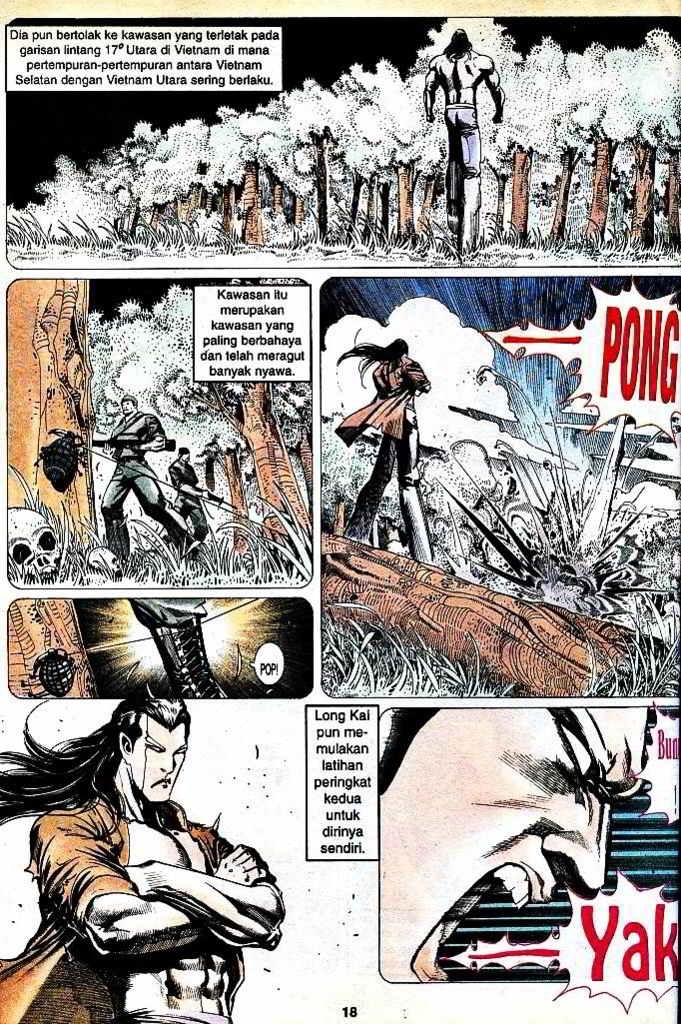 Dia pun bertolak ke kawasan yang terletak pada
garisan lintang 17° Utara di Vietnam di mana
pertempuran-pertempuran antara Vietnam
Selatan dengan Vietnam Utara sering berlaku.
Kawasan itu
merupakan
kawasan yang
paling berbahaya
dan telah meragut
banyak nyawa.
PONG
POP!
Long Kai
pun me-
mulakan
latihan
peringkat
kedua
untuk
dirinya
sendiri.
Yak
18